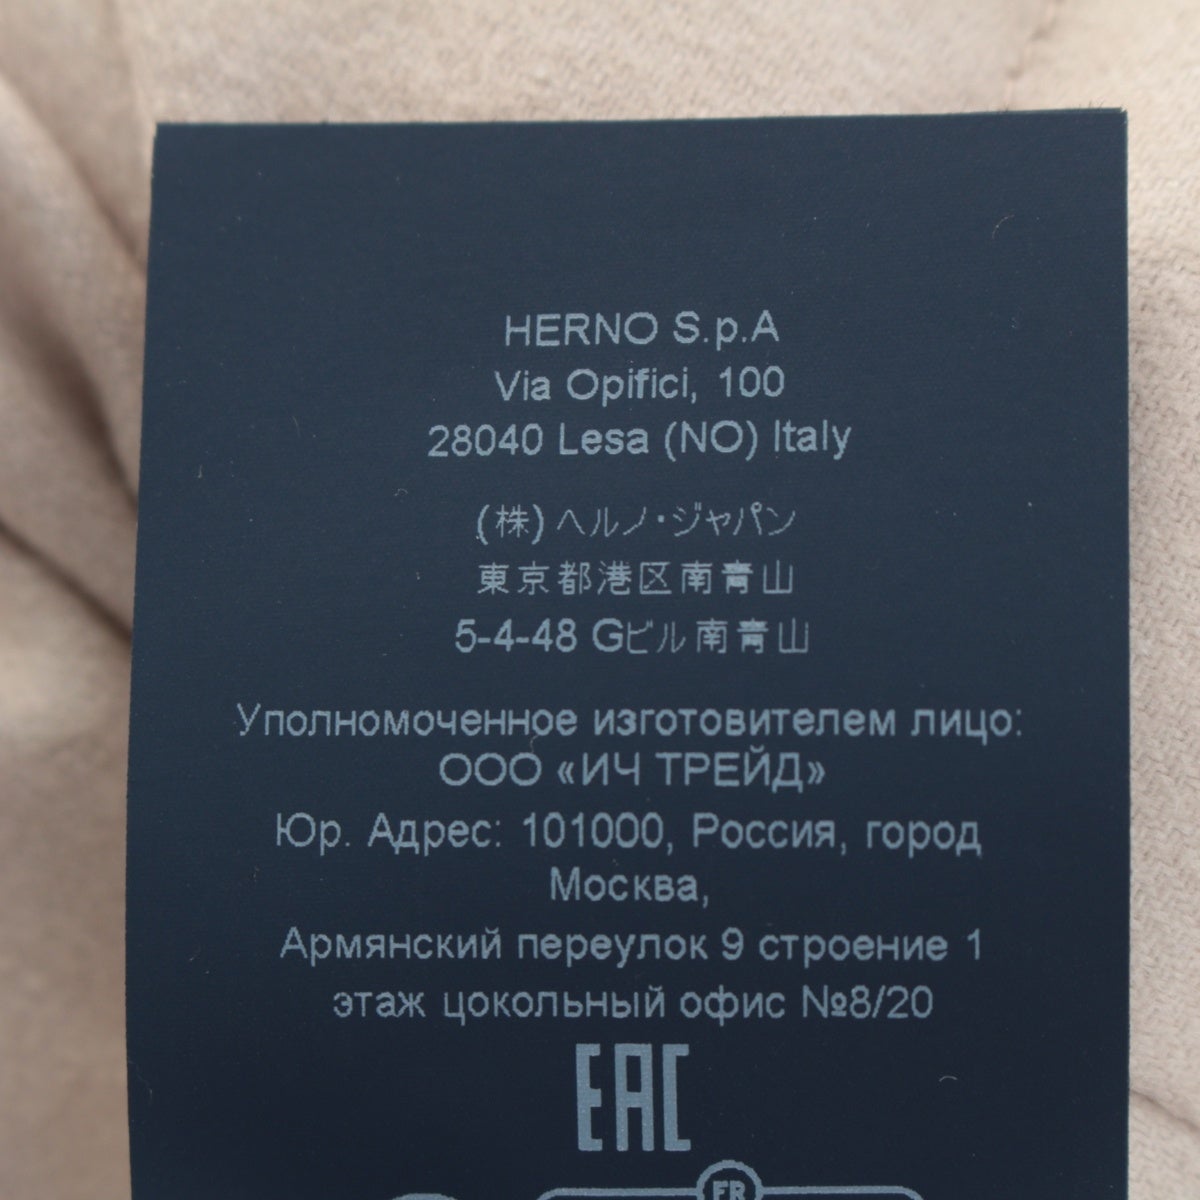 HERNO S.p.A
Via Opifici, 100
28040 Lesa (NO) Italy
(株)ヘルノ・ジャパン
東京都港区南青山
5-4-48 Gビル南青山
Уполномоченное изготовителем лицо:
ООО «ИЧ ТРЕЙД»
Юр. Адрес: 101000, Россия, город
Москва,
Армянский переулок 9 строение 1
этаж цокольный офис №8/20
EAC
FR